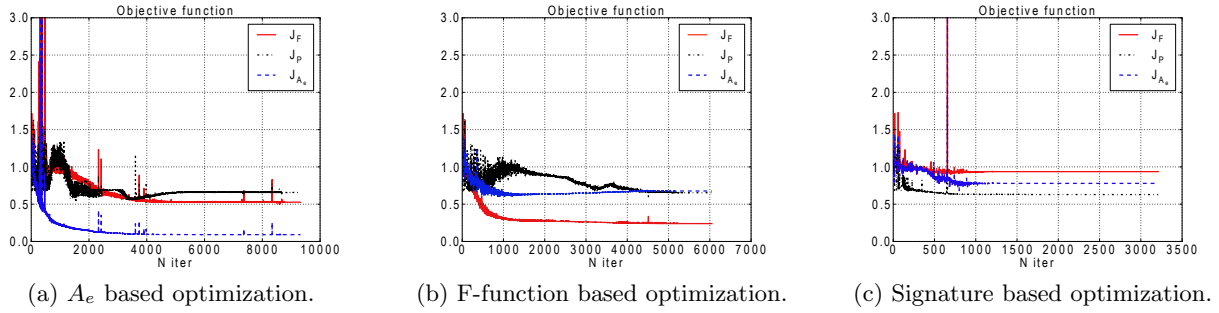 Objective function
3.0
2.5
2.0
1.5
1.0
0.5
0.0
0 2000 4000 6000 8000 10000
N iter
J_F
J_P
J_{A_e}
(a) A_e based optimization.
Objective function
3.0
2.5
2.0
1.5
1.0
0.5
0.0
0 1000 2000 3000 4000 5000 6000 7000
N iter
J_F
J_P
J_{A_e}
(b) F-function based optimization.
Objective function
3.0
2.5
2.0
1.5
1.0
0.5
0.0
0 500 1000 1500 2000 2500 3000 3500
N iter
J_F
J_P
J_{A_e}
(c) Signature based optimization.